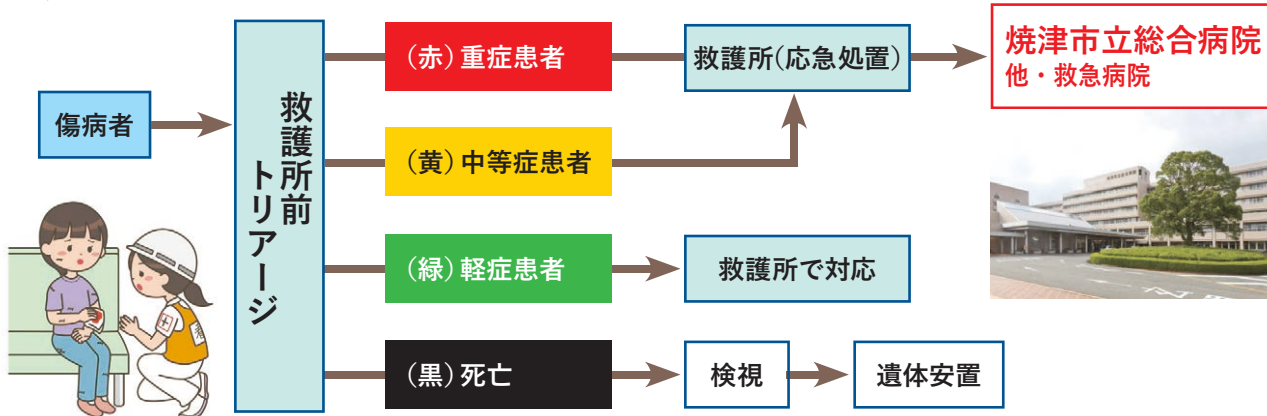 傷病者
救護所前
トリアージ
（赤）重症患者
救護所(応急処置)
焼津市立総合病院
他・救急病院
（黄）中等症患者
（緑）軽症患者
救護所で対応
（黒）死亡
検視
遺体安置